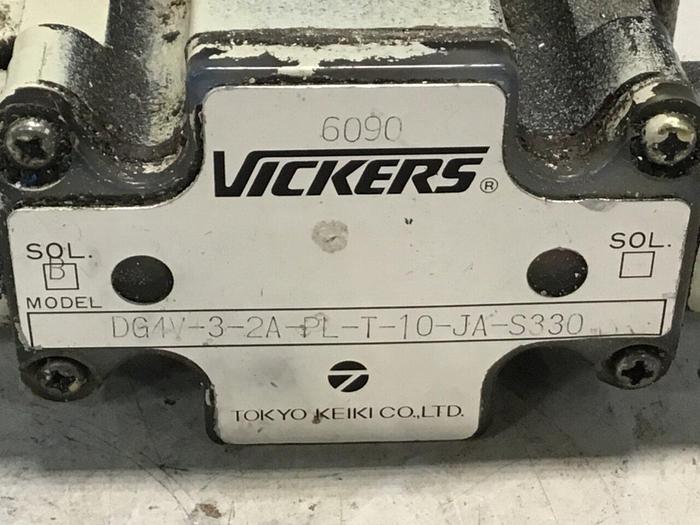 6090
VICKERS®
SOL.
B
SOL.
MODEL
DG4V-3-2A-PL-T-10-JA-S330
TOKYO KEIKI CO.,LTD.